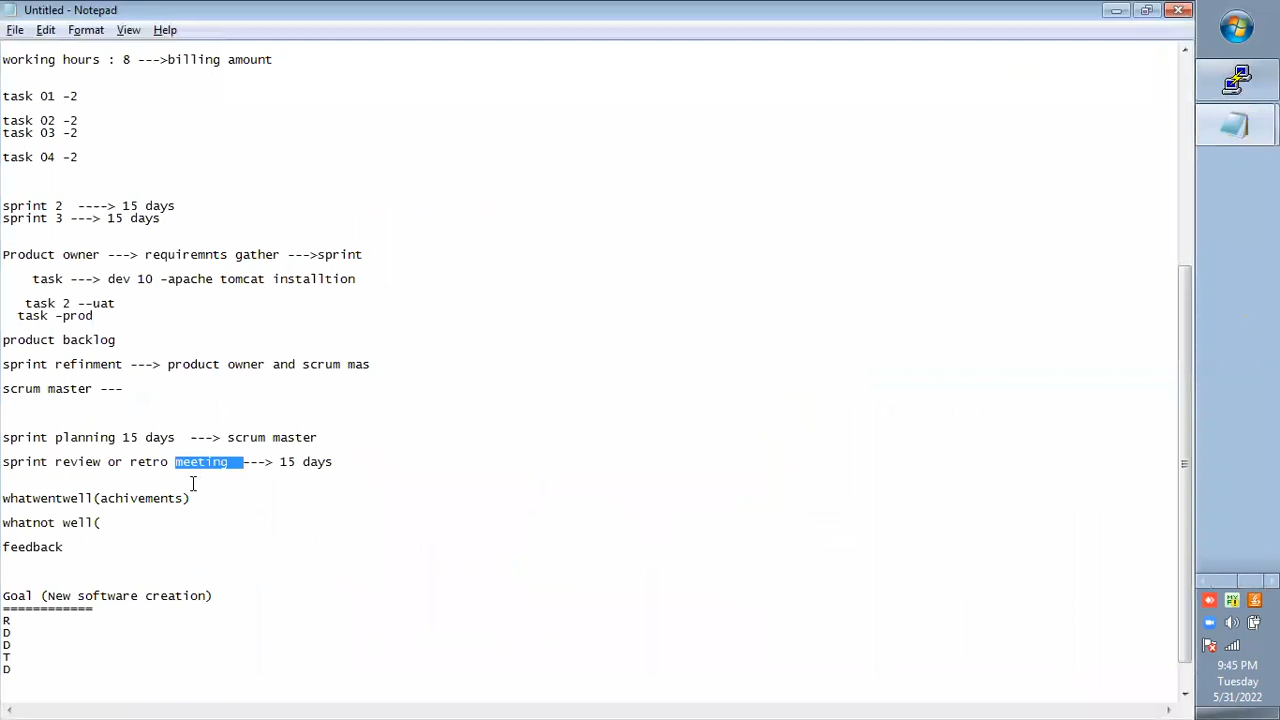 Untitled - Notepad
File Edit Format View Help
working hours : 8 --->billing amount
task 01 -2
task 02 -2
task 03 -2
task 04 -2
sprint 2  ----> 15 days
sprint 3 ---> 15 days
Product owner ---> requiremnts gather --->sprint
task ---> dev 10 -apache tomcat installtion
task 2 --uat
task -prod
product backlog
sprint refinment ---> product owner and scrum mas
scrum master ---
sprint planning 15 days  ---> scrum master
sprint review or retro meeting  ---> 15 days
whatwentwell(achivements)
whatnot well(
feedback
Goal (New software creation)
============
R
D
D
T
D
9:45 PM
Tuesday
5/31/2022